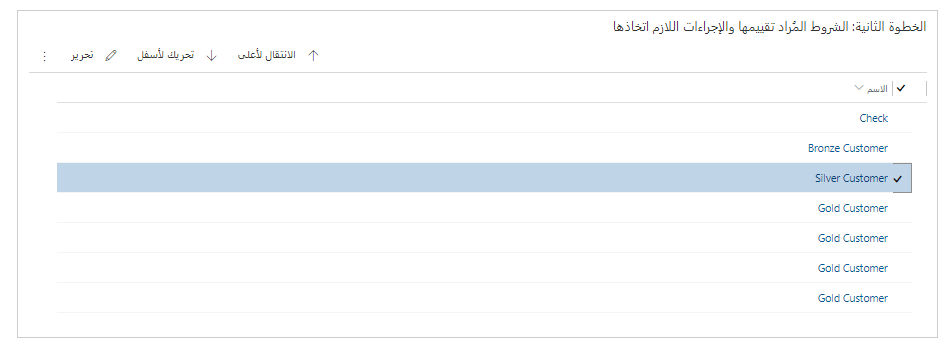 الخطوة الثانية: الشروط المُراد تقييمها والإجراءات اللازم اتخاذها
الانتقال لأعلى تحريك لأسفل تحرير
الاسم
Check
Bronze Customer
Silver Customer
Gold Customer
Gold Customer
Gold Customer
Gold Customer